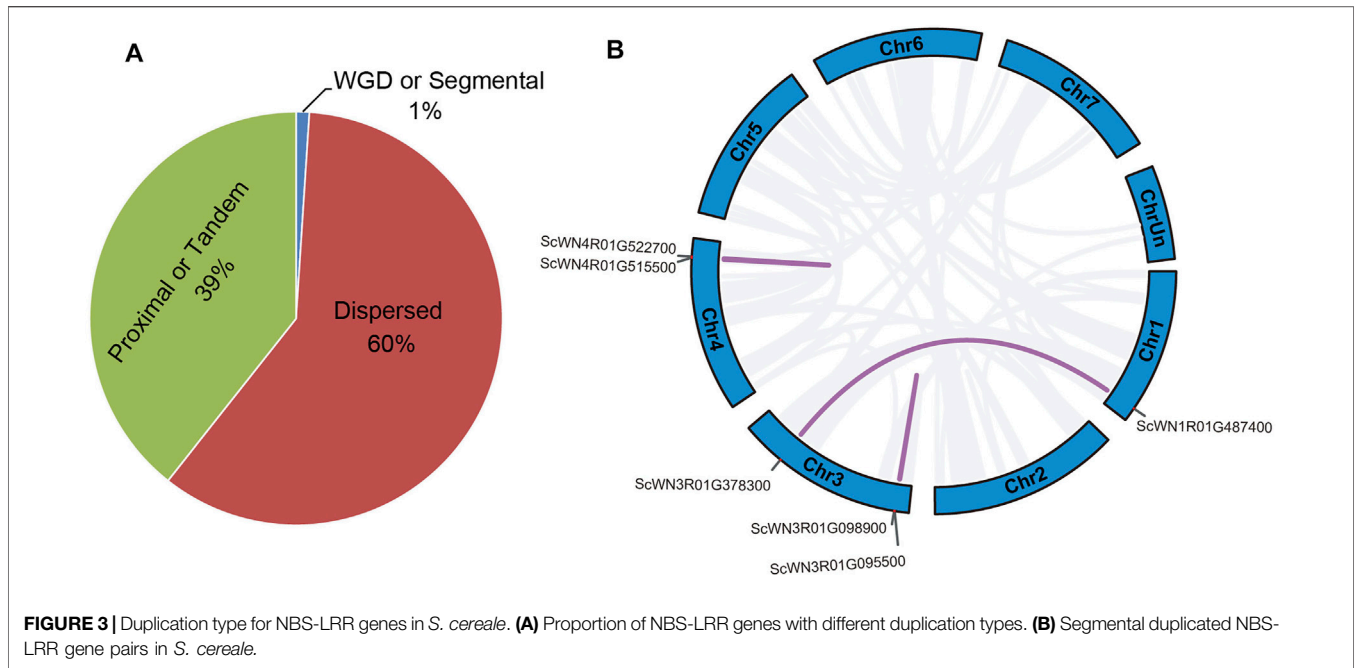 A
WGD or Segmental
1%
Proximal or Tandem
39%
Dispersed
60%
B
Chr6
Chr7
Chr5
ChrUn
ScWN4R01G522700
ScWN4R01G515500
Chr4
Chr1
ScWN1R01G487400
Chr3
Chr2
ScWN3R01G378300
ScWN3R01G098900
ScWN3R01G095500
FIGURE 3 | Duplication type for NBS-LRR genes in S. cereale. (A) Proportion of NBS-LRR genes with different duplication types. (B) Segmental duplicated NBS-
LRR gene pairs in S. cereale.